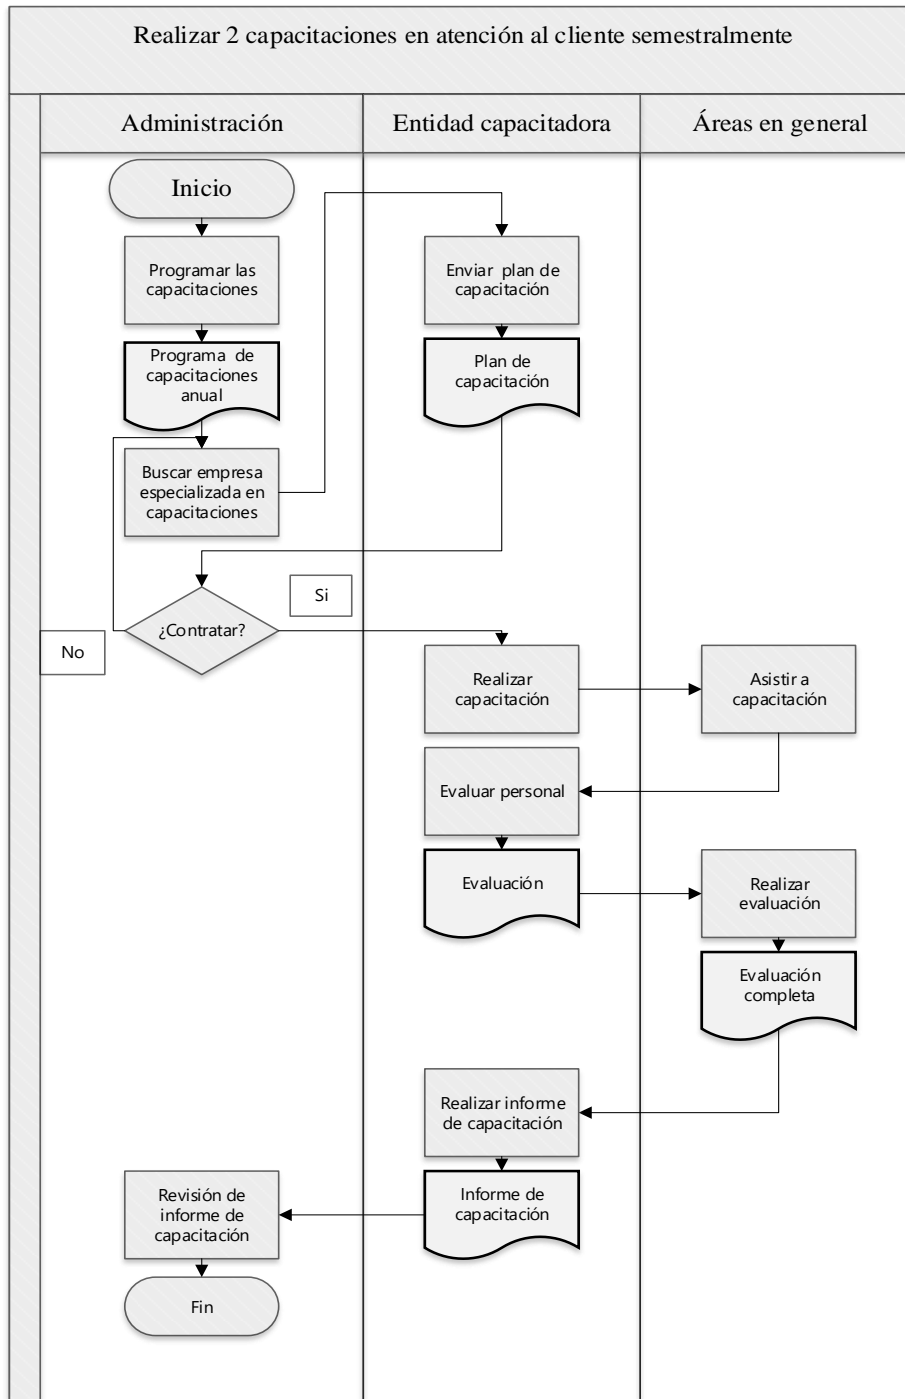 Realizar 2 capacitaciones en atención al cliente semestralmente
Administración
Entidad capacitadora
Áreas en general
Inicio
Programar las
capacitaciones
Enviar plan de
capacitación
Programa de
capacitaciones
anual
Plan de
capacitación
Buscar empresa
especializada en
capacitaciones
Si
¿Contratar?
No
Realizar
capacitación
Asistir a
capacitación
Evaluar personal
Evaluación
Realizar
evaluación
Evaluación
completa
Realizar informe
de capacitación
Revisión de
informe de
capacitación
Informe de
capacitación
Fin